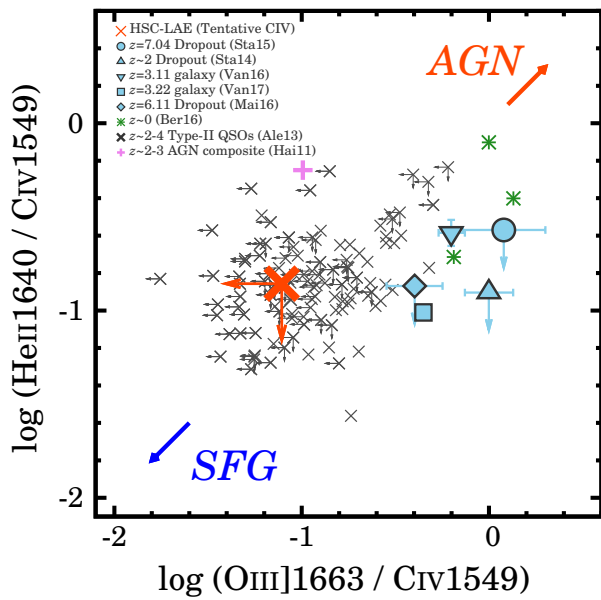 HSC-LAE (Tentative CIV)
z=7.04 Dropout (Sta15)
z~2 Dropout (Sta14)
z=3.11 galaxy (Van16)
z=3.22 galaxy (Van17)
z=6.11 Dropout (Mai16)
z~0 (Ber16)
z~2-4 Type-II QSOs (Ale13)
z~2-3 AGN composite (Hai11)
AGN
SFG
0
-1
-2
log (HeII1640 / CIV1549)
-2 -1 0
log (OIII]1663 / CIV1549)